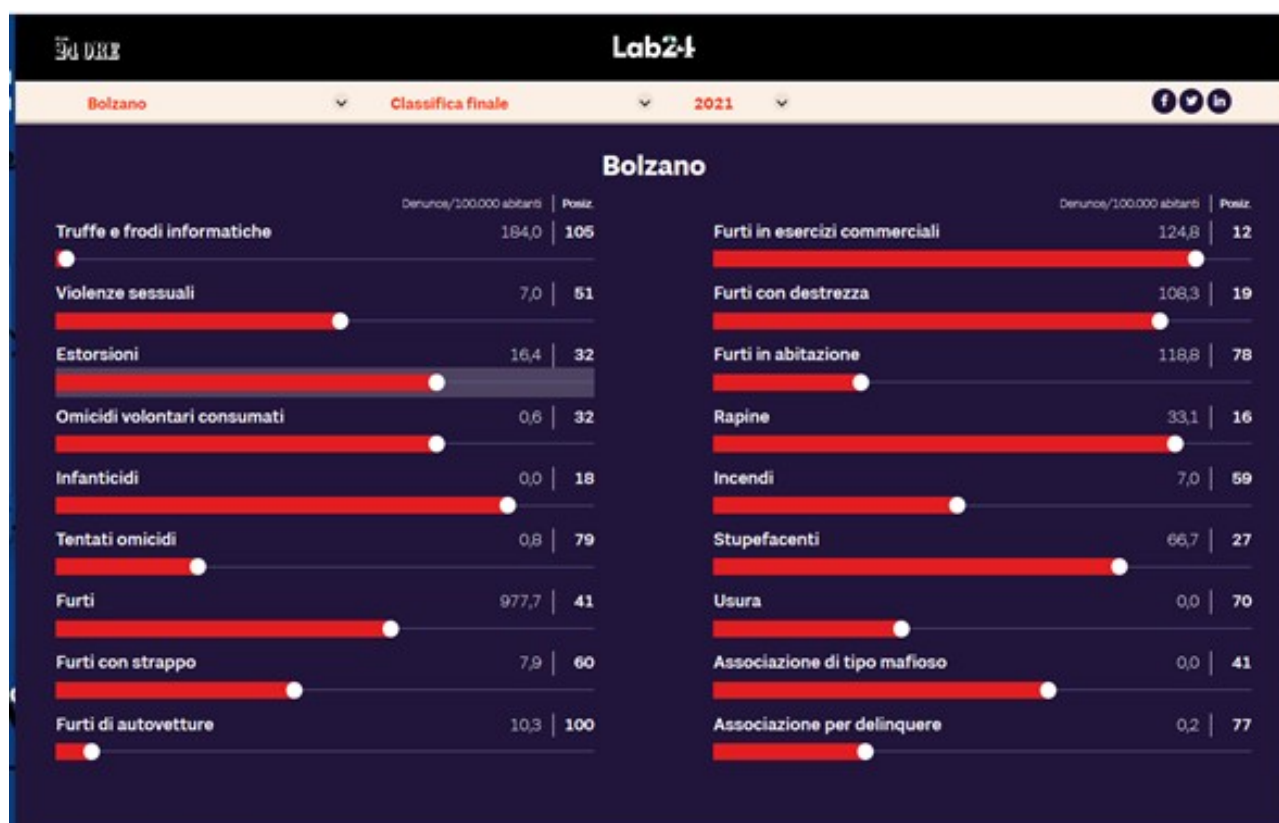 24 ORE
Lab24
Bolzano Classifica finale 2021
Bolzano
Denunce/100.000 abitanti Posiz.
Truffe e frodi informatiche 184,0 105
Violenze sessuali 7,0 51
Estorsioni 16,4 32
Omicidi volontari consumati 0,6 32
Infanticidi 0,0 18
Tentati omicidi 0,8 79
Furti 977,7 41
Furti con strappo 7,9 60
Furti di autovetture 10,3 100
Denunce/100.000 abitanti Posiz.
Furti in esercizi commerciali 124,8 12
Furti con destrezza 108,3 19
Furti in abitazione 118,8 78
Rapine 33,1 16
Incendi 7,0 59
Stupefacenti 66,7 27
Usura 0,0 70
Associazione di tipo mafioso 0,0 41
Associazione per delinquere 0,2 77